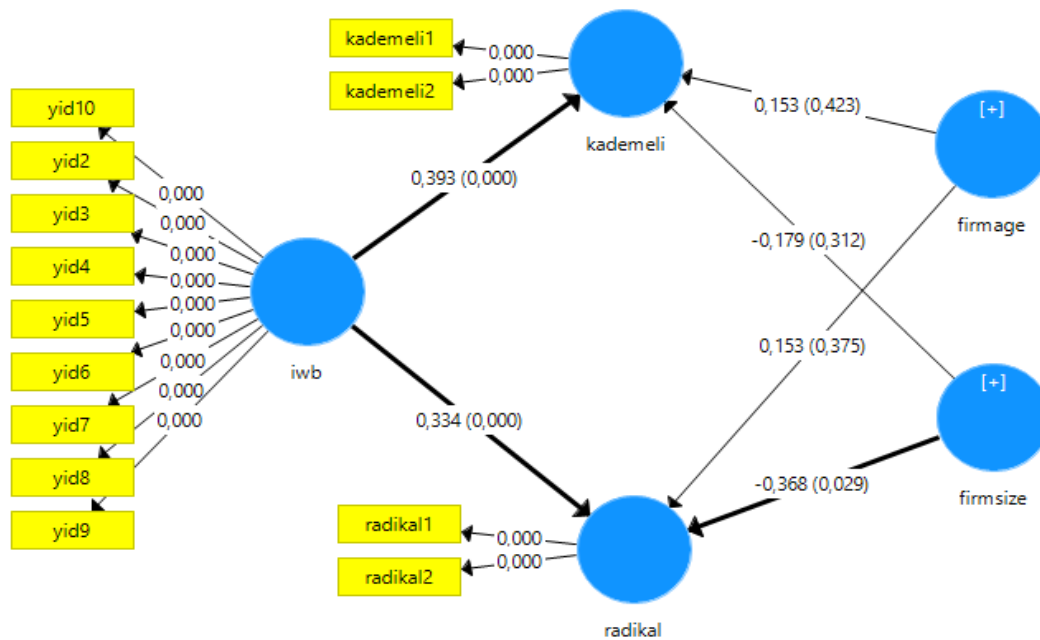 kademeli1
kademeli2
0,000
0,000
kademeli
yid10
yid2
yid3
yid4
yid5
yid6
yid7
yid8
yid9
0,000
0,000
0,000
0,000
0,000
0,000
0,000
0,000
0,000
iwb
0,393 (0,000)
0,334 (0,000)
0,153 (0,423)
-0,179 (0,312)
0,153 (0,375)
-0,368 (0,029)
[+]
firmage
[+]
firmsize
radikal1
radikal2
0,000
0,000
radikal